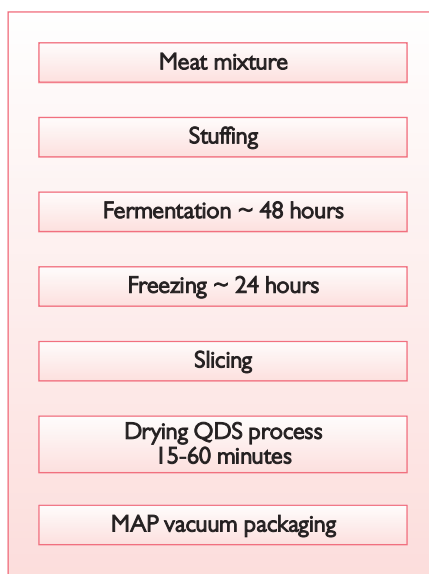 Meat mixture
Stuffing
Fermentation ~ 48 hours
Freezing ~ 24 hours
Slicing
Drying QDS process
15-60 minutes
MAP vacuum packaging